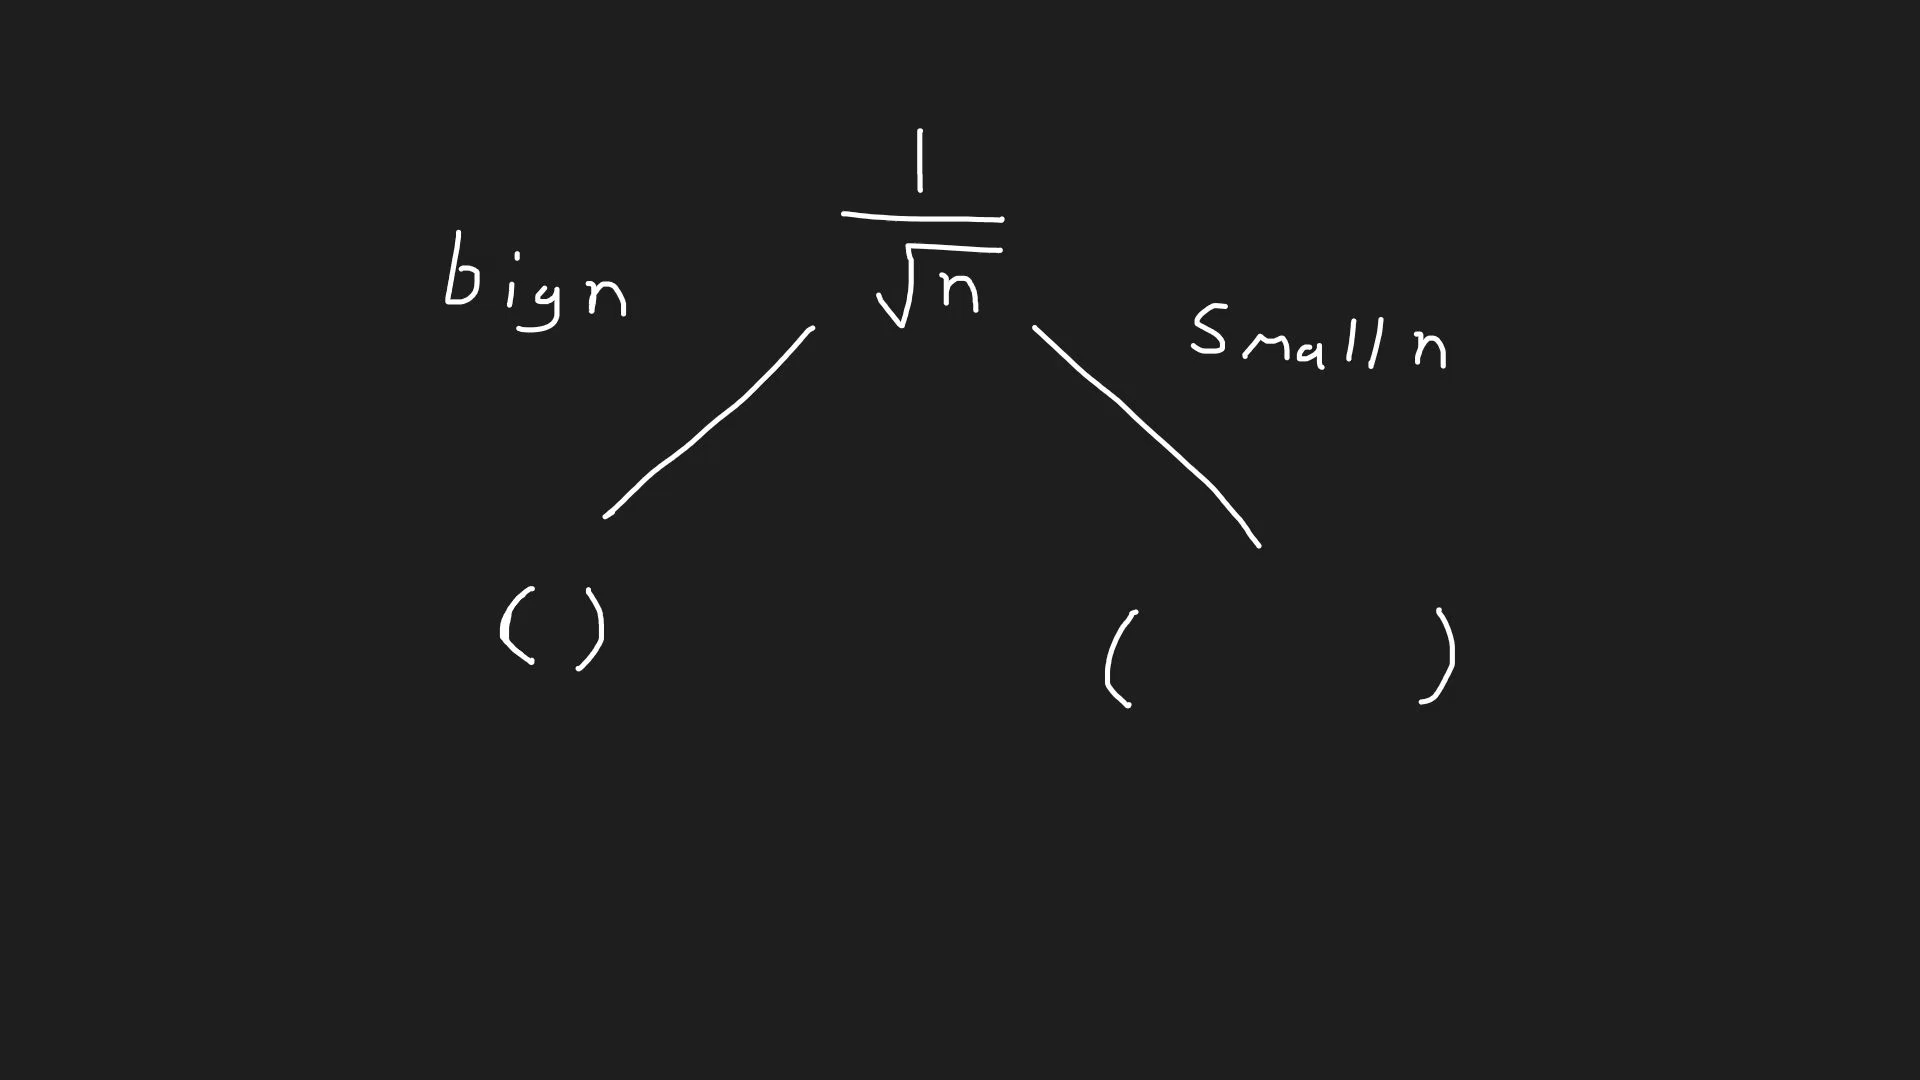 1
√n
big n
Small n
( )
( )